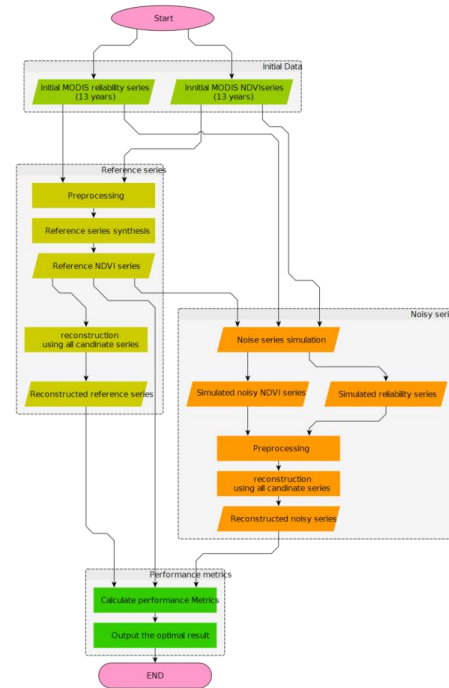 Start
Initial Data
Initial MODIS reliability series
(13 years)
Innitial MODIS NDVIseries
(13 years)
Reference series
Preprocessing
Reference series synthesis
Reference NDVI series
Noisy seri
reconstruction
using all candinate series
Noise series simulation
Reconstructed reference series
Simulated noisy NDVI series
Simulated reliability series
Preprocessing
reconstruction
using all candinate series
Reconstructed noisy series
Performance metrics
Calculate performance Metrics
Output the optimal result
END